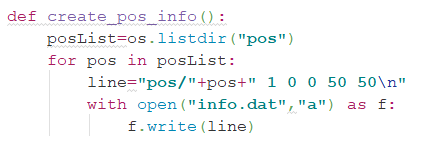 def create_pos_info():
    posList=os.listdir("pos")
    for pos in posList:
        line="pos/"+pos+" 1 0 0 50 50\n"
        with open("info.dat","a") as f:
            f.write(line)